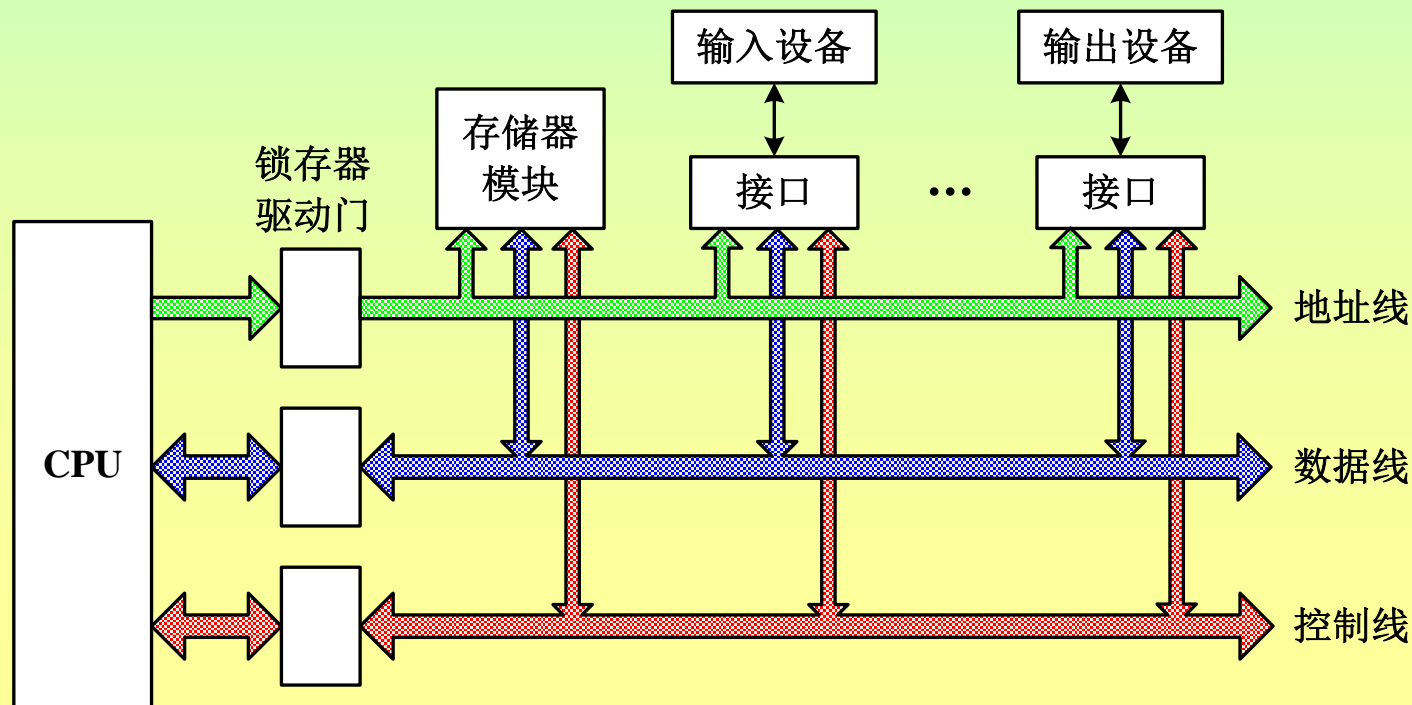 输入设备
输出设备
存储器
模块
锁存器
驱动门
接口
...
接口
CPU
地址线
数据线
控制线